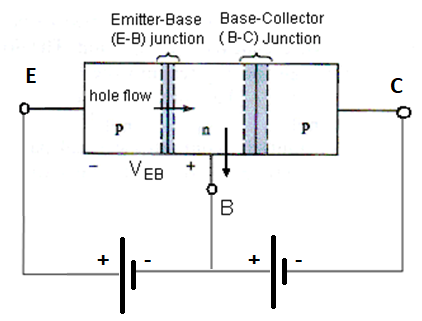 Emitter-Base Base-Collector
(E-B) junction (B-C) Junction
E
C
hole flow
P n P
- VEB +
B
+ - + -